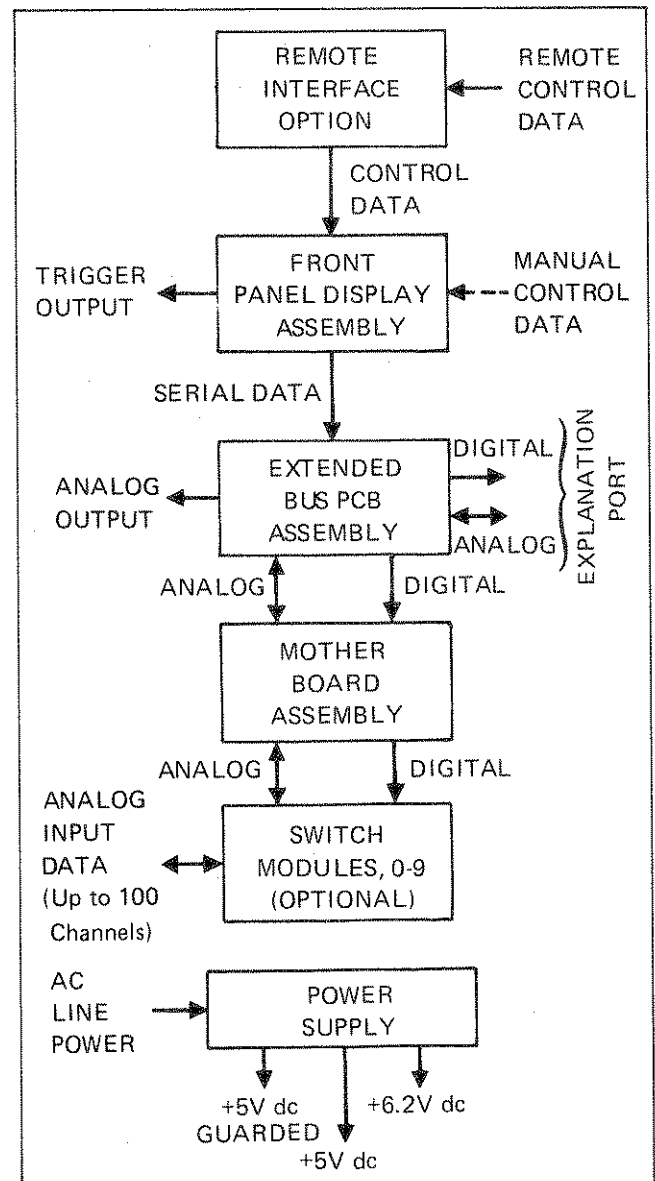 REMOTE
INTERFACE
OPTION
REMOTE
CONTROL
DATA
CONTROL
DATA
TRIGGER
OUTPUT
FRONT
PANEL DISPLAY
ASSEMBLY
MANUAL
CONTROL
DATA
SERIAL DATA
ANALOG
OUTPUT
EXTENDED
BUS PCB
ASSEMBLY
DIGITAL
ANALOG
EXPLANATION
PORT
ANALOG
DIGITAL
MOTHER
BOARD
ASSEMBLY
ANALOG
DIGITAL
ANALOG
INPUT
DATA
(Up to 100
Channels)
SWITCH
MODULES, 0-9
(OPTIONAL)
AC
LINE
POWER
POWER
SUPPLY
+5V dc
GUARDED
+5V dc
+6.2V dc